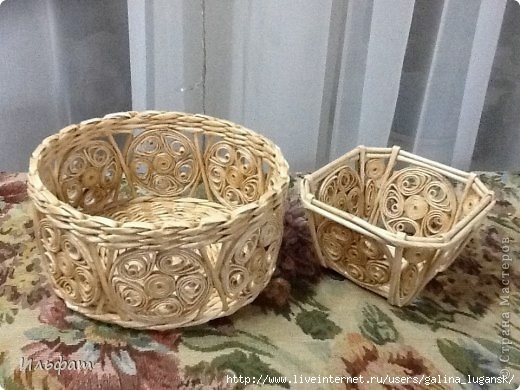 © Страна Мастеров
Ильфат
http://www.liveinternet.ru/users/galina_lugansk/